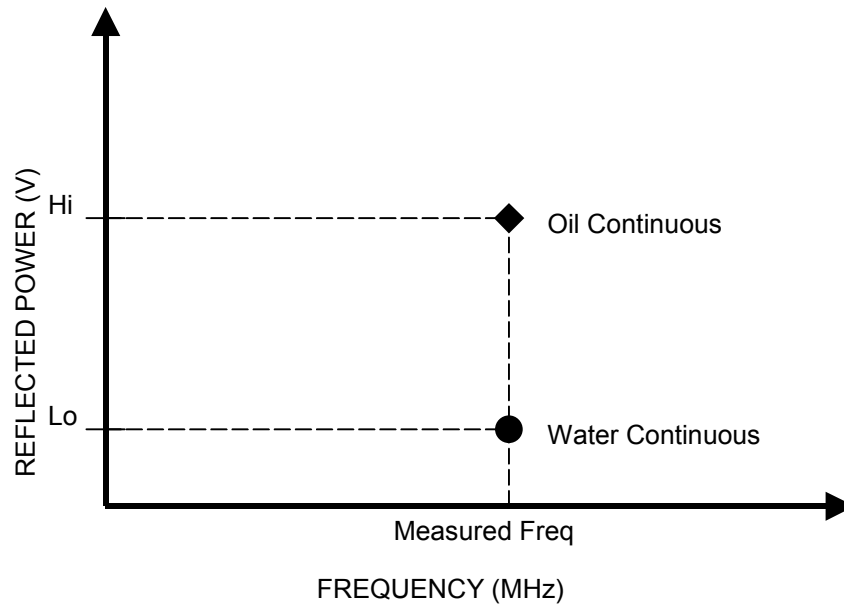 REFLECTED POWER (V)
Hi
Oil Continuous
Lo
Water Continuous
Measured Freq
FREQUENCY (MHz)